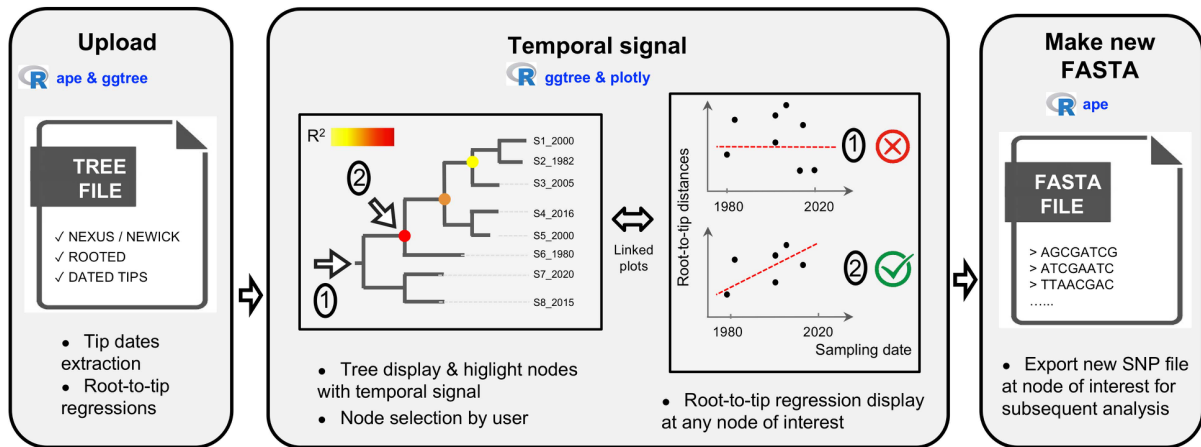 Upload
R ape & ggtree
TREE
FILE
✓ NEXUS / NEWICK
✓ ROOTED
✓ DATED TIPS
● Tip dates
extraction
● Root-to-tip
regressions
Temporal signal
R ggtree & plotly
R²
S1_2000
S2_1982
S3_2005
S4_2016
S5_2000
S6_1980
S7_2020
S8_2015
2
1
● Tree display & higlight nodes
with temporal signal
● Node selection by user
Linked
plots
Root-to-tip distances
1
1980
2020
2
1980
2020
Sampling date
● Root-to-tip regression display
at any node of interest
Make new
FASTA
R ape
FASTA
FILE
> AGCGATCG
> ATCGAATC
> TTAACGAC
......
● Export new SNP file
at node of interest for
subsequent analysis